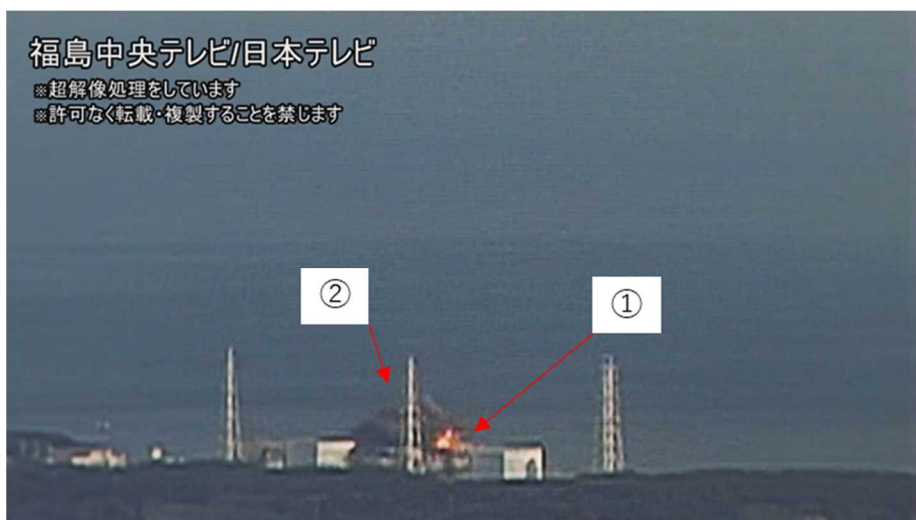 福島中央テレビ/日本テレビ
※超解像処理をしています
※許可なく転載・複製することを禁じます
②
①